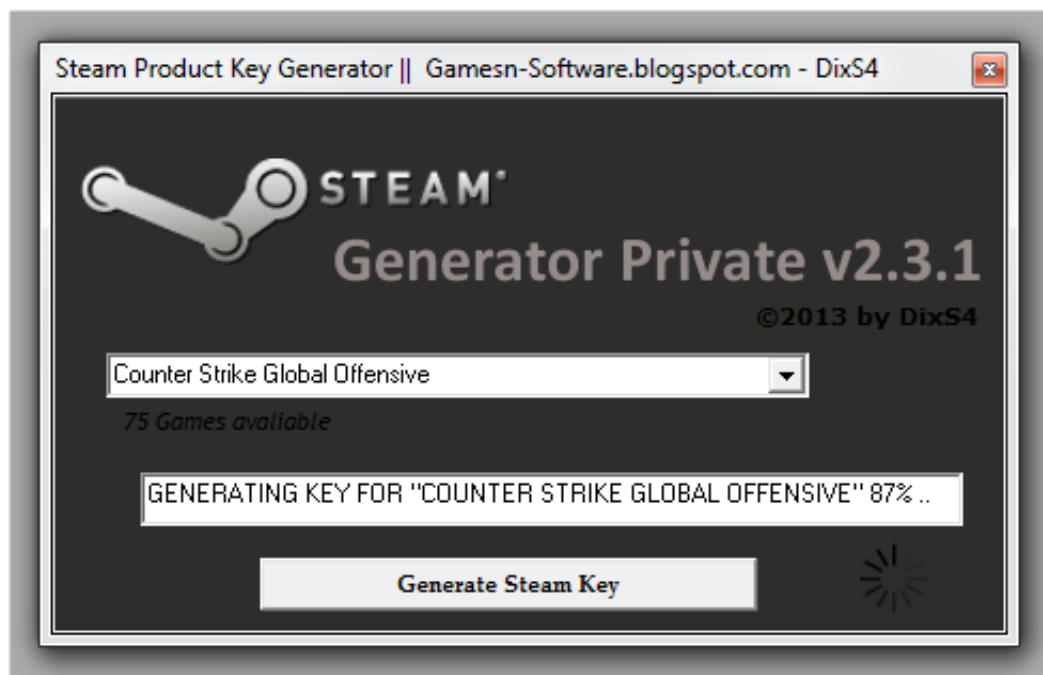 Steam Product Key Generator || Gamesn-Software.blogspot.com - DixS4
STEAM®
Generator Private v2.3.1
©2013 by DixS4
Counter Strike Global Offensive
75 Games avaliable
GENERATING KEY FOR "COUNTER STRIKE GLOBAL OFFENSIVE" 87% ..
Generate Steam Key